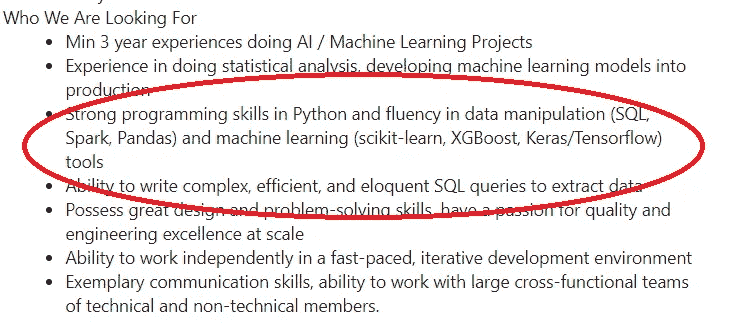 Who We Are Looking For
• Min 3 year experiences doing AI / Machine Learning Projects
• Experience in doing statistical analysis, developing machine learning models into
production
• Strong programming skills in Python and fluency in data manipulation (SQL,
Spark, Pandas) and machine learning (scikit-learn, XGBoost, Keras/Tensorflow)
tools
• Ability to write complex, efficient, and eloquent SQL queries to extract data
• Possess great design and problem-solving skills, have a passion for quality and
engineering excellence at scale
• Ability to work independently in a fast-paced, iterative development environment
• Exemplary communication skills, ability to work with large cross-functional teams
of technical and non-technical members.